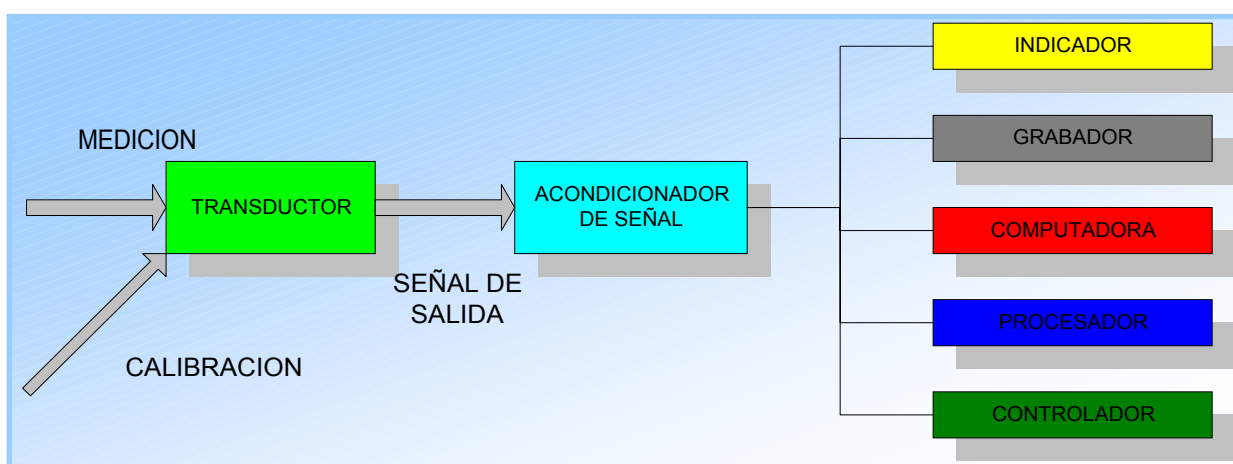 MEDICION
TRANSDUCTOR
CALIBRACION
SEÑAL DE
SALIDA
ACONDICIONADOR
DE SEÑAL
INDICADOR
GRABADOR
COMPUTADORA
PROCESADOR
CONTROLADOR